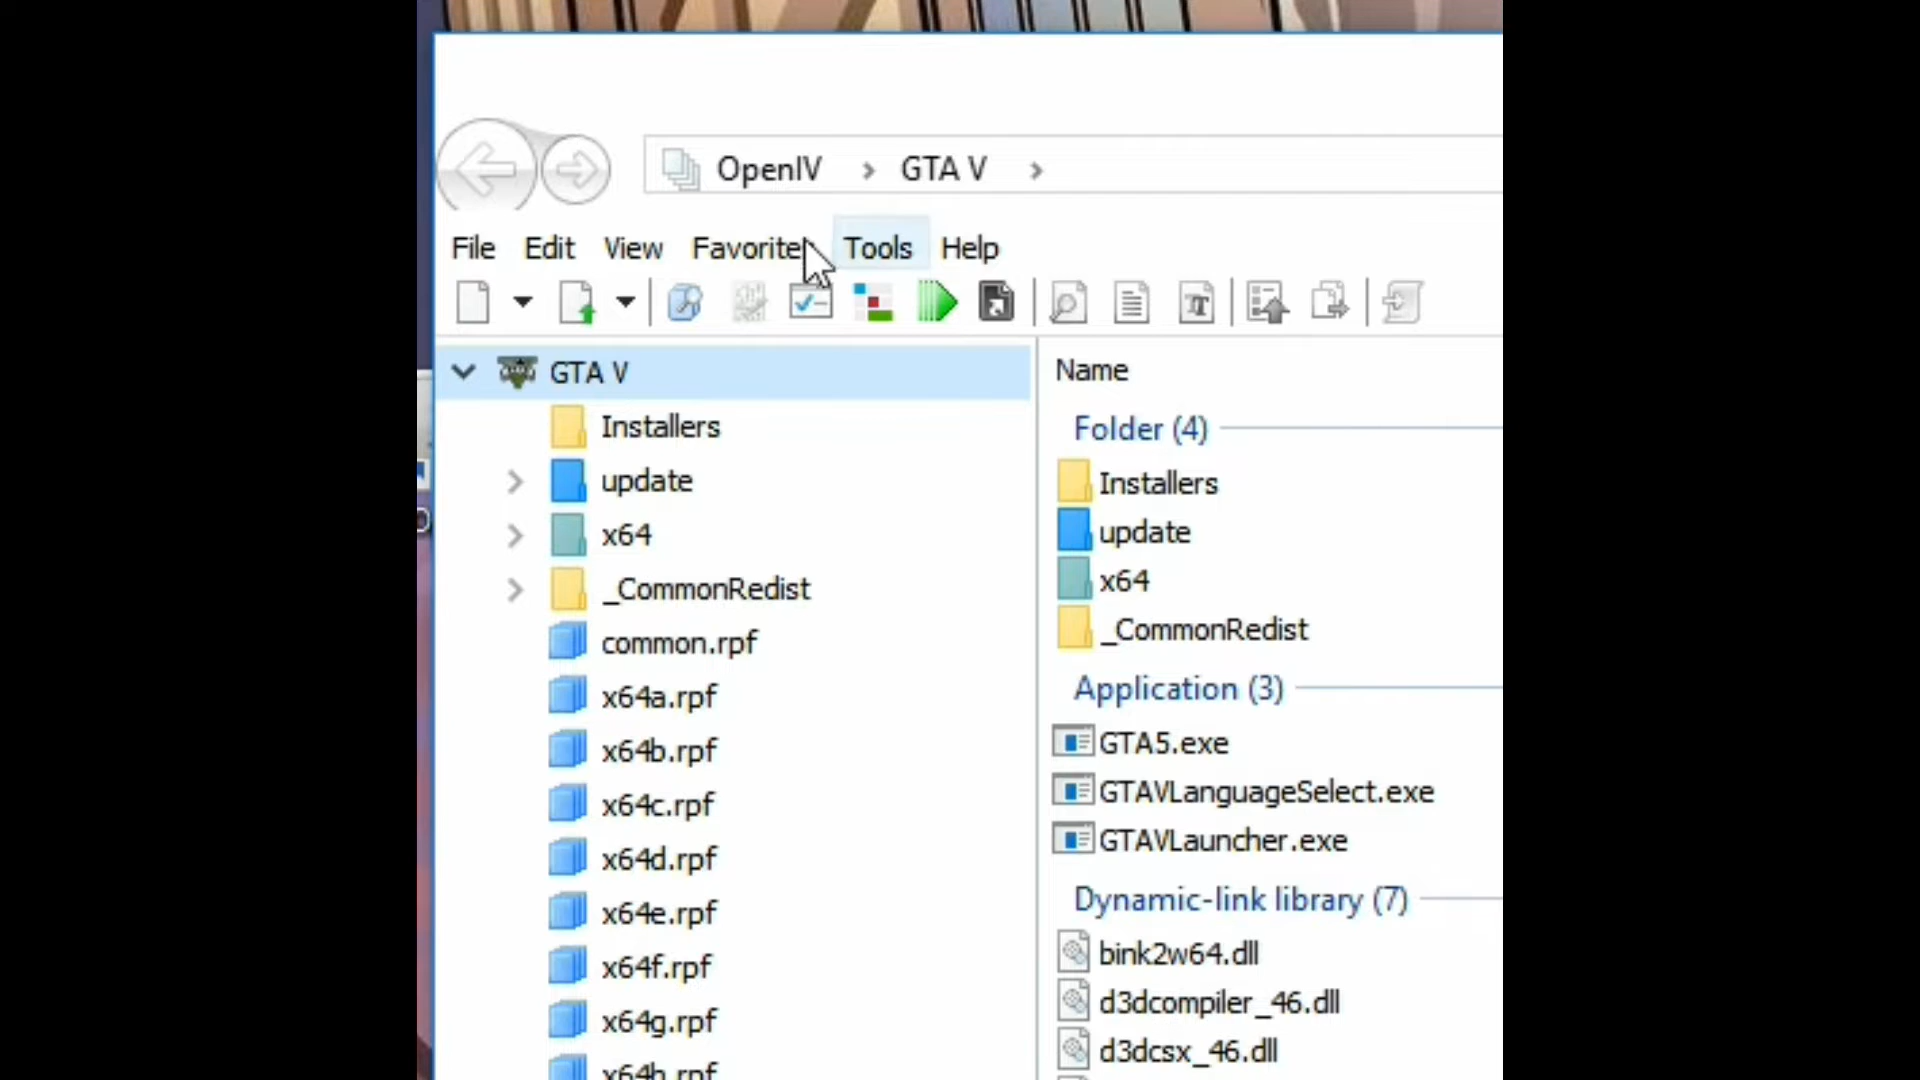 OpenIV > GTA V >
File Edit View Favorite Tools Help
GTA V
Installers
update
x64
_CommonRedist
common.rpf
x64a.rpf
x64b.rpf
x64c.rpf
x64d.rpf
x64e.rpf
x64f.rpf
x64g.rpf
x64h.rpf
Name
Folder (4)
Installers
update
x64
_CommonRedist
Application (3)
GTA5.exe
GTAVLanguageSelect.exe
GTAVLauncher.exe
Dynamic-link library (7)
bink2w64.dll
d3dcompiler_46.dll
d3dcsx_46.dll